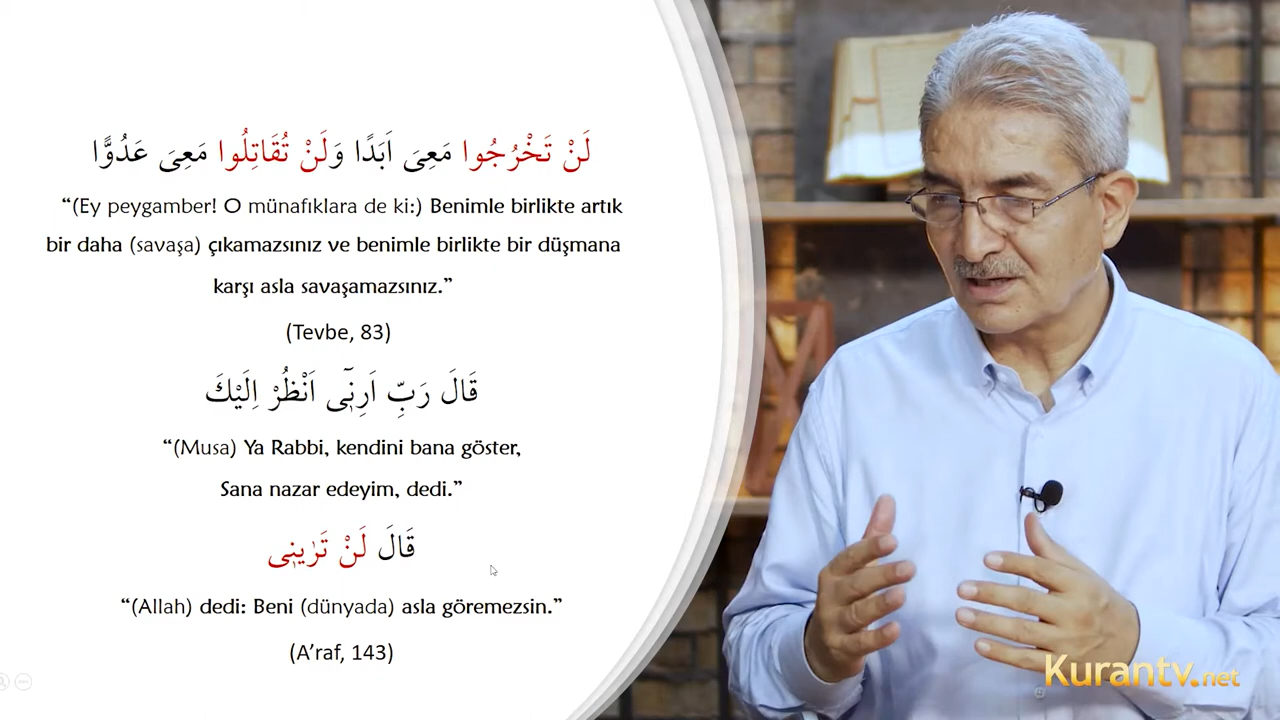 لَنْ تَخْرُجُوا مَعِىَ اَبَدًا وَلَنْ تُقَاتِلُوا مَعِىَ عَدُوًّا
“(Ey peygamber! O münafıklara de ki:) Benimle birlikte artık
bir daha (savaşa) çıkamazsınız ve benimle birlikte bir düşmana
karşı asla savaşamazsınız.”
(Tevbe, 83)
قَالَ رَبِّ اَرِنٖٓى اَنْظُرْ اِلَيْكَ
“(Musa) Ya Rabbi, kendini bana göster,
Sana nazar edeyim, dedi.”
قَالَ لَنْ تَرٰينٖى
“(Allah) dedi: Beni (dünyada) asla göremezsin.”
(A’raf, 143)
Kurantv.net